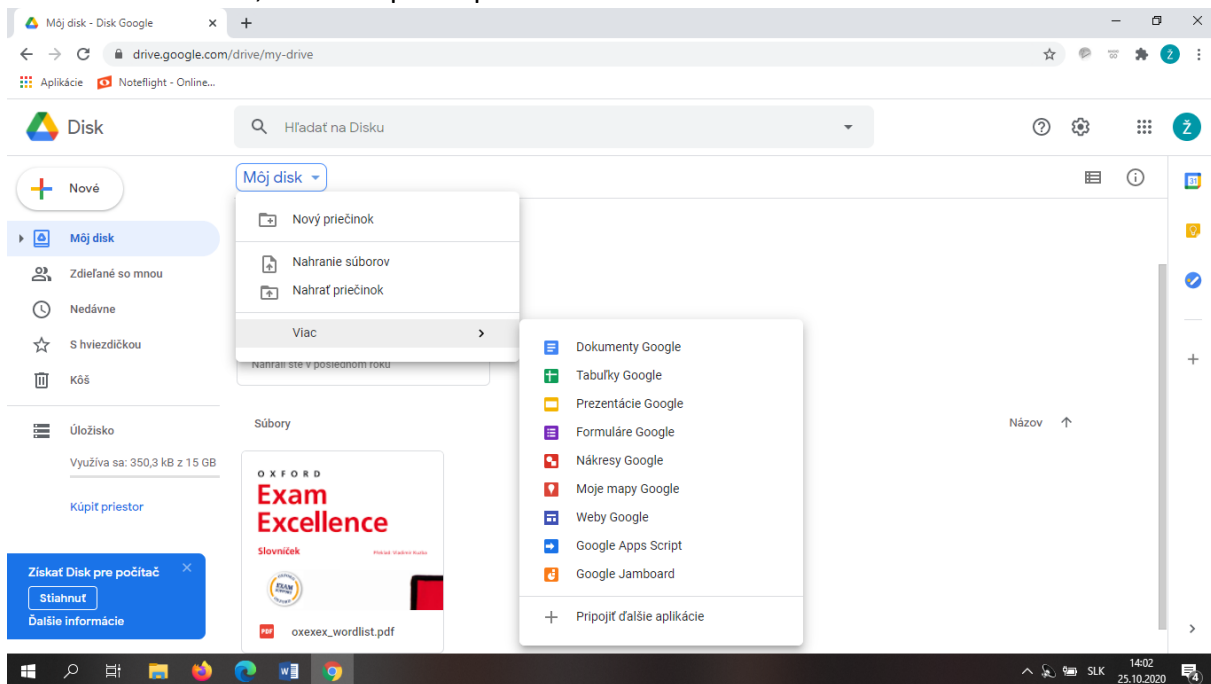 Môj disk - Disk Google
drive.google.com/drive/my-drive
Aplikácie Noteflight - Online...
Disk
Hľadať na Disku
Ž
Nové
Môj disk
31
Nový priečinok
Môj disk
Nahranie súborov
Zdieľané so mnou
Nahrať priečinok
Nedávne
Viac
S hviezdičkou
Dokumenty Google
Nahrali ste v poslednom roku
Kôš
Tabuľky Google
Prezentácie Google
Úložisko
Súbory
Formuláre Google
Názov
Využíva sa: 350,3 kB z 15 GB
Nákresy Google
OXFORD
Exam
Excellence
Moje mapy Google
Kúpiť priestor
Weby Google
Slovníček
Google Apps Script
Získať Disk pre počítač
Google Jamboard
Stiahnuť
Pripojiť ďalšie aplikácie
Ďalšie informácie
PDF oxexex_wordlist.pdf
SLK
14:02
25.10.2020
4